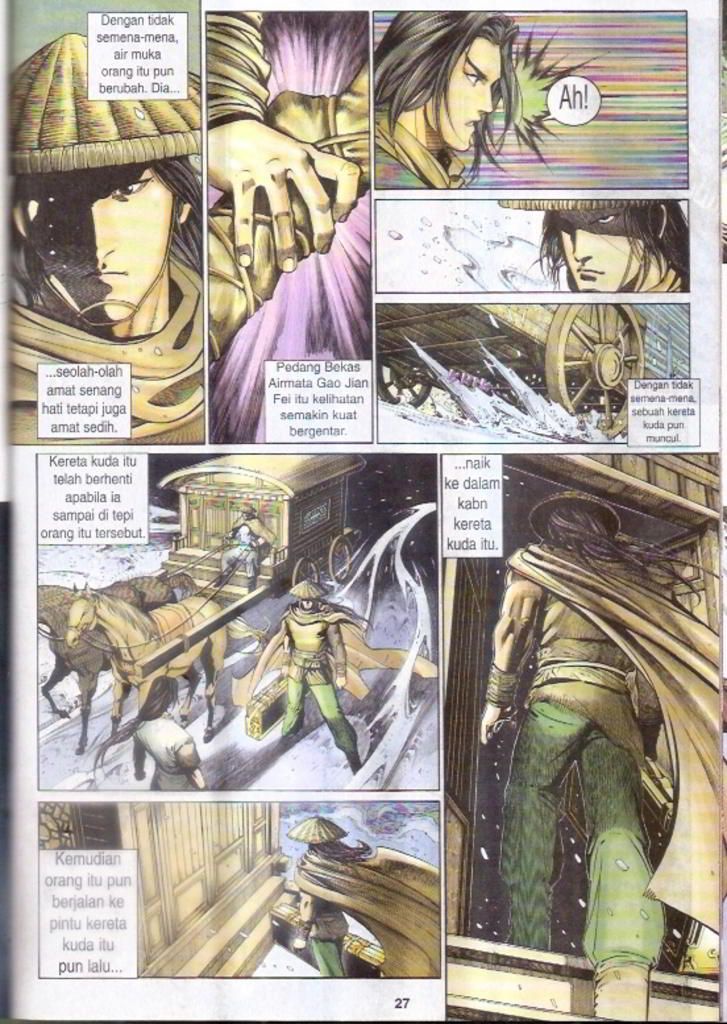 Dengan tidak
semena-mena,
air muka
orang itu pun
berubah. Dia...
...seolah-olah
amat senang
hati tetapi juga
amat sedih.
Pedang Bekas
Airmata Gao Jian
Fei itu kelihatan
semakin kuat
bergentar.
Ah!
Dengan tidak
semena-mena,
sebuah kereta
kuda pun
muncul.
Kereta kuda itu
telah berhenti
apabila ia
sampai di tepi
orang itu tersebut.
Kemudian
orang itu pun
berjalan ke
pintu kereta
kuda itu
pun lalu...
...naik
ke dalam
kabn
kereta
kuda itu.
27